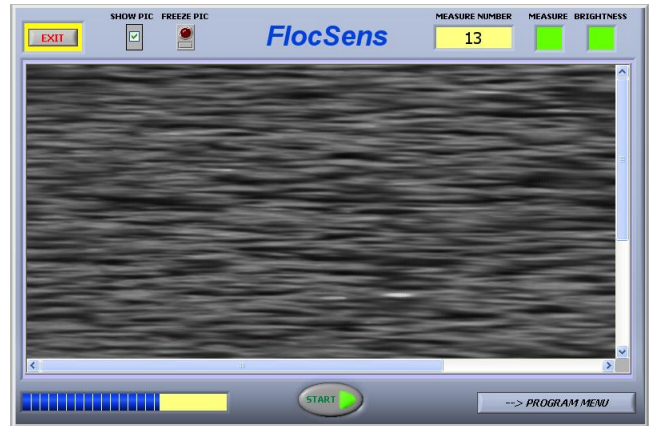 SHOW PIC FREEZE PIC
MEASURE NUMBER MEASURE BRIGHTNESS
EXIT
FlocSens
13
START
--> PROGRAM MENU